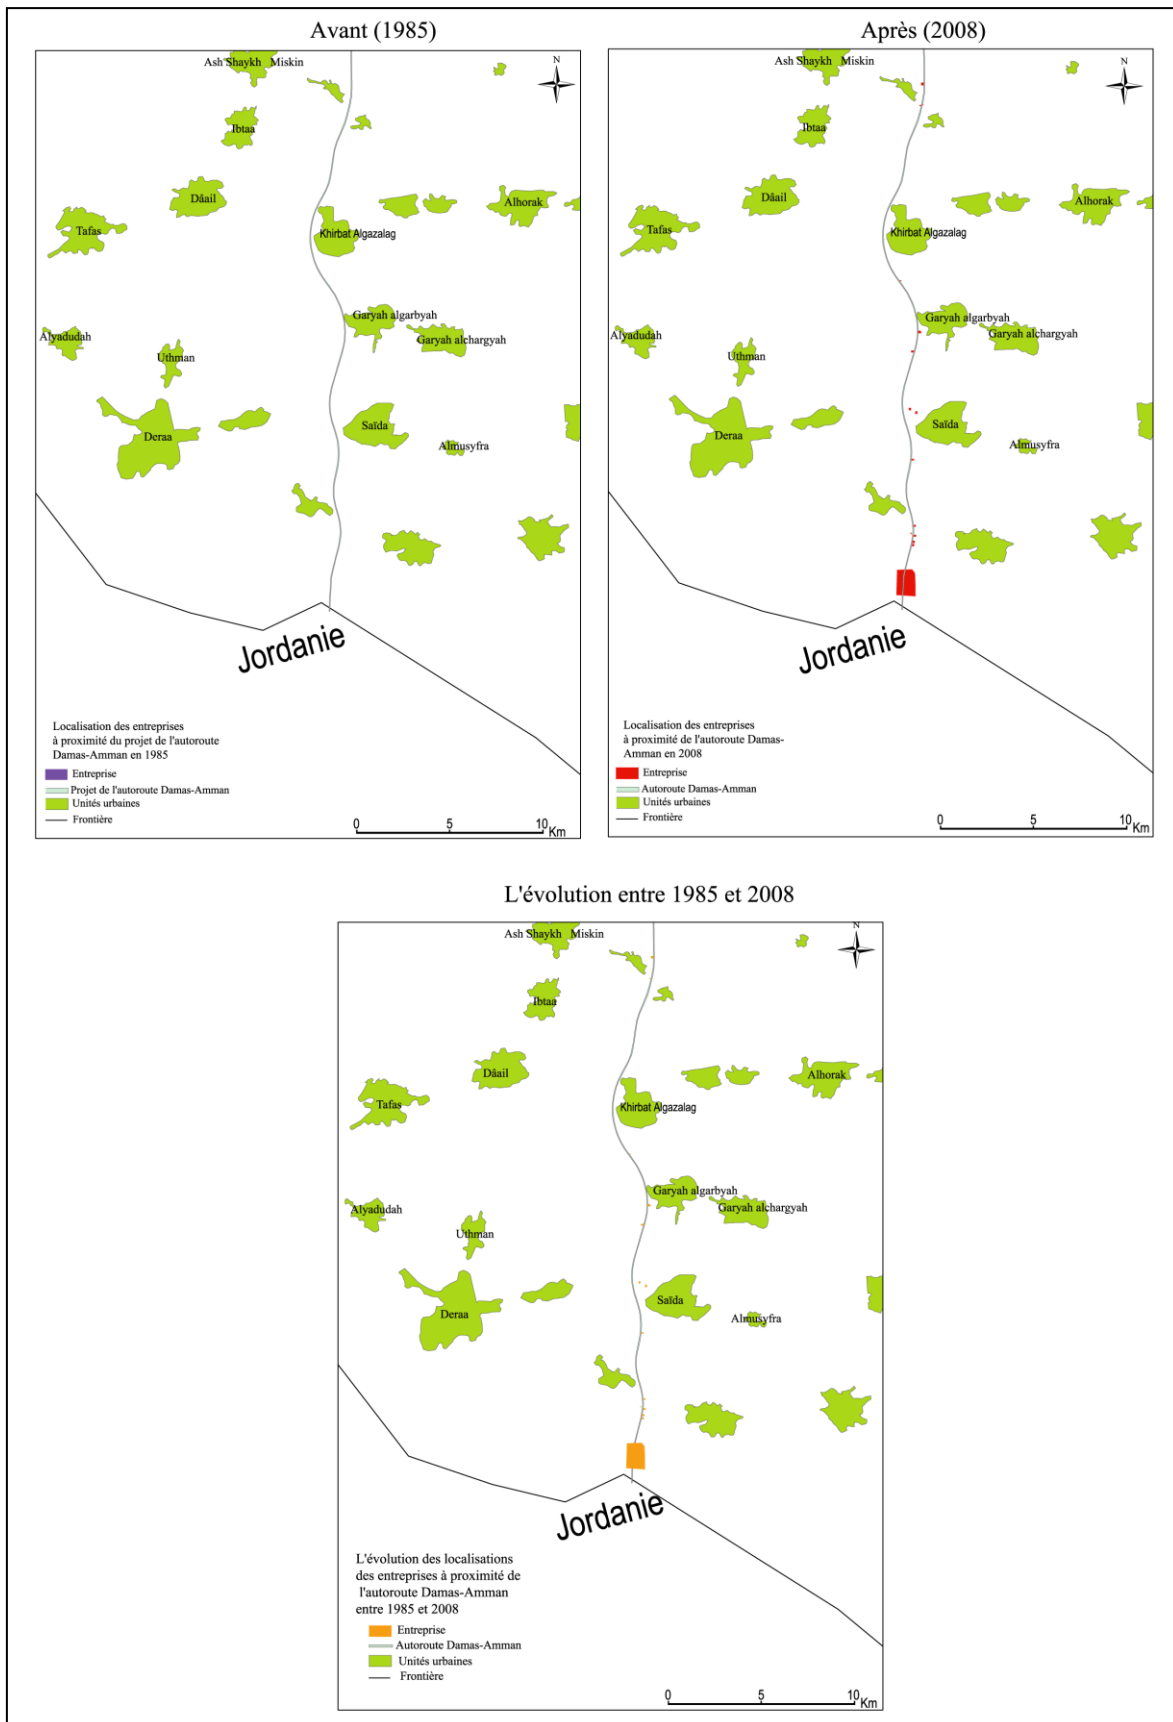 Avant (1985)
Ash Shaykh Miskin
N
Ibtaa
Dâail
Alhorak
Tafas
Khirbat Algazalag
Garyah algarbyah
Alyadudah
Garyah alchargyah
Uthman
Saïda
Deraa
Almusyfra
Jordanie
Localisation des entreprises
à proximité du projet de l'autoroute
Damas-Amman en 1985
Entreprise
Projet de l'autoroute Damas-Amman
Unités urbaines
Frontière
0 5 10 Km
Après (2008)
Ash Shaykh Miskin
N
Ibtaa
Dâail
Alhorak
Tafas
Khirbat Algazalag
Garyah algarbyah
Alyadudah
Garyah alchargyah
Uthman
Saïda
Deraa
Almusyfra
Jordanie
Localisation des entreprises
à proximité de l'autoroute Damas-
Amman en 2008
Entreprise
Autoroute Damas-Amman
Unités urbaines
Frontière
0 5 10 Km
L'évolution entre 1985 et 2008
Ash Shaykh Miskin
N
Ibtaa
Dâail
Alhorak
Tafas
Khirbat Algazalag
Garyah algarbyah
Alyadudah
Garyah alchargyah
Uthman
Saïda
Deraa
Almusyfra
Jordanie
L'évolution des localisations
des entreprises à proximité de
l'autoroute Damas-Amman
entre 1985 et 2008
Entreprise
Autoroute Damas-Amman
Unités urbaines
Frontière
0 5 10 Km